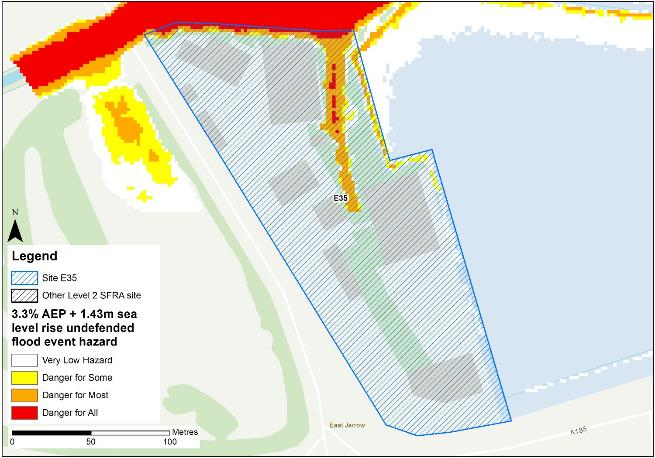 E35
N
Legend
Site E35
Other Level 2 SFRA site
3.3% AEP + 1.43m sea
level rise undefended
flood event hazard
Very Low Hazard
Danger for Some
Danger for Most
Danger for All
Metres
0 50 100
East Jarrow
A185